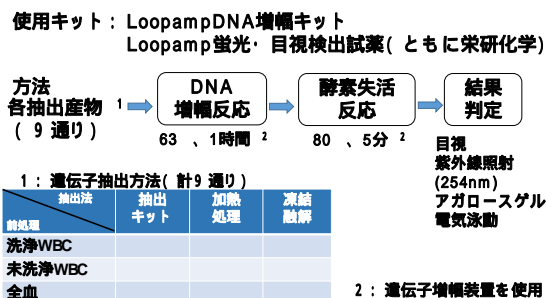 使用キット： LoopampDNA増幅キット
Loopamp蛍光・目視検出試薬(ともに栄研化学)
方法
各抽出産物 1
(9通り)
DNA
増幅反応
63 、1時間 2
酵素失活
反応
80 、5分 2
結果
判定
目視
紫外線照射
(254nm)
アガロースゲル
電気泳動
1：遺伝子抽出方法(計9通り)
抽出法
前処理
抽出
キット
加熱
処理
凍結
融解
洗浄WBC
未洗浄WBC
全血
2：遺伝子増幅装置を使用